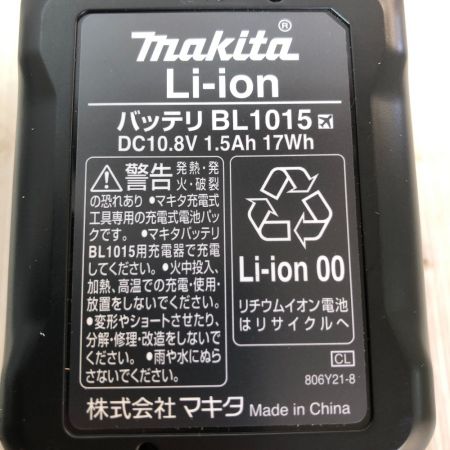 makita®
Li-ion
バッテリ BL1015
DC10.8V 1.5Ah 17Wh
警告 発熱・発
火・破裂
の恐れあり ●マキタ充電式
工具専用の充電式電池パッ
クです。 ●マキタバッテリ
BL1015用充電器で充電
してください。 ●火中投入、
加熱、高温での充電・使用・
放置をしないでください。
●変形やショートさせたり、
分解・修理・改造をしないで
ください。 ●雨や水にぬら
さないでください。
Li-ion 00
リチウムイオン電池
はリサイクルへ
CL
806Y21-8
株式会社マキタ Made in China